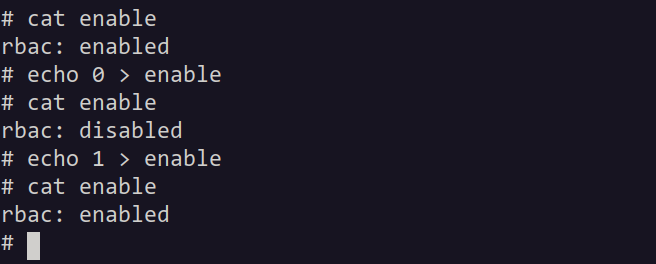 # cat enable
rbac: enabled
# echo 0 > enable
# cat enable
rbac: disabled
# echo 1 > enable
# cat enable
rbac: enabled
#